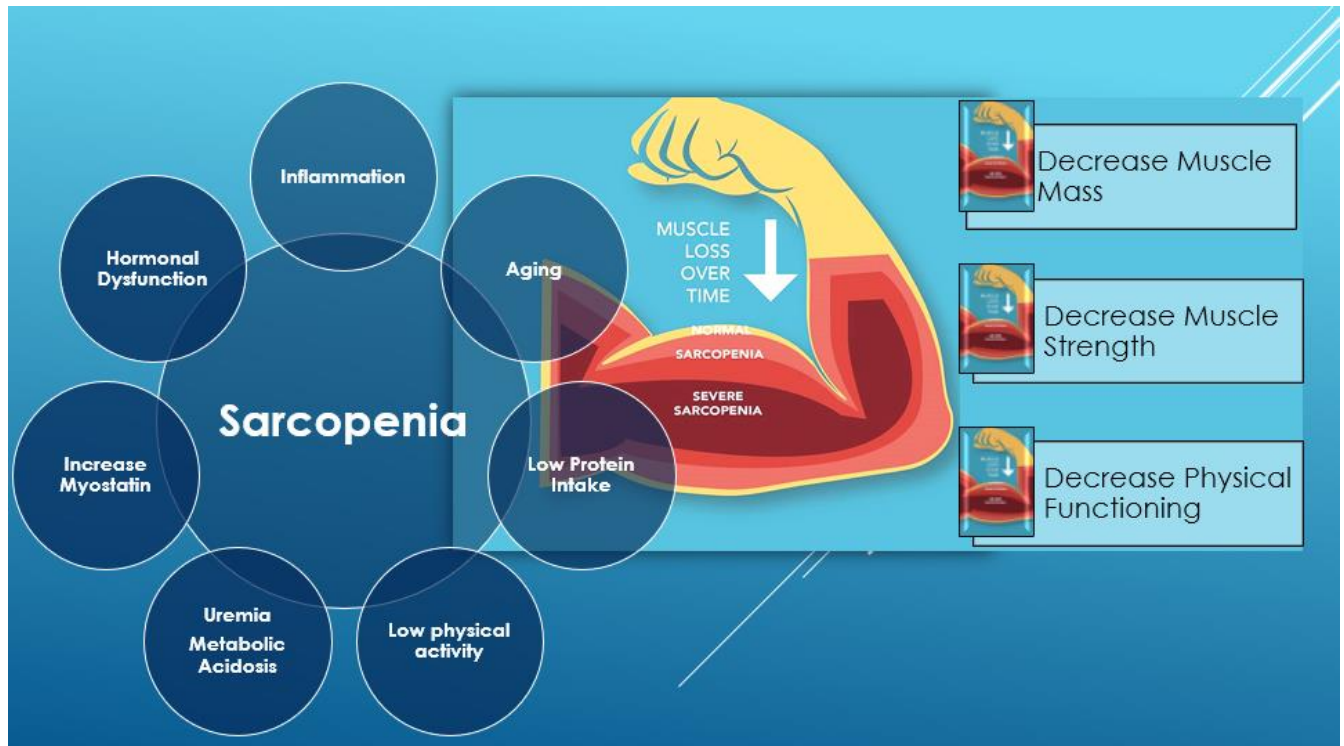 Inflammation
Hormonal
Dysfunction
Aging
Sarcopenia
Increase
Myostatin
Low Protein
Intake
Uremia
Metabolic
Acidosis
Low physical
activity
MUSCLE
LOSS
OVER
TIME
NORMAL
SARCOPENIA
SEVERE
SARCOPENIA
Decrease Muscle
Mass
Decrease Muscle
Strength
Decrease Physical
Functioning